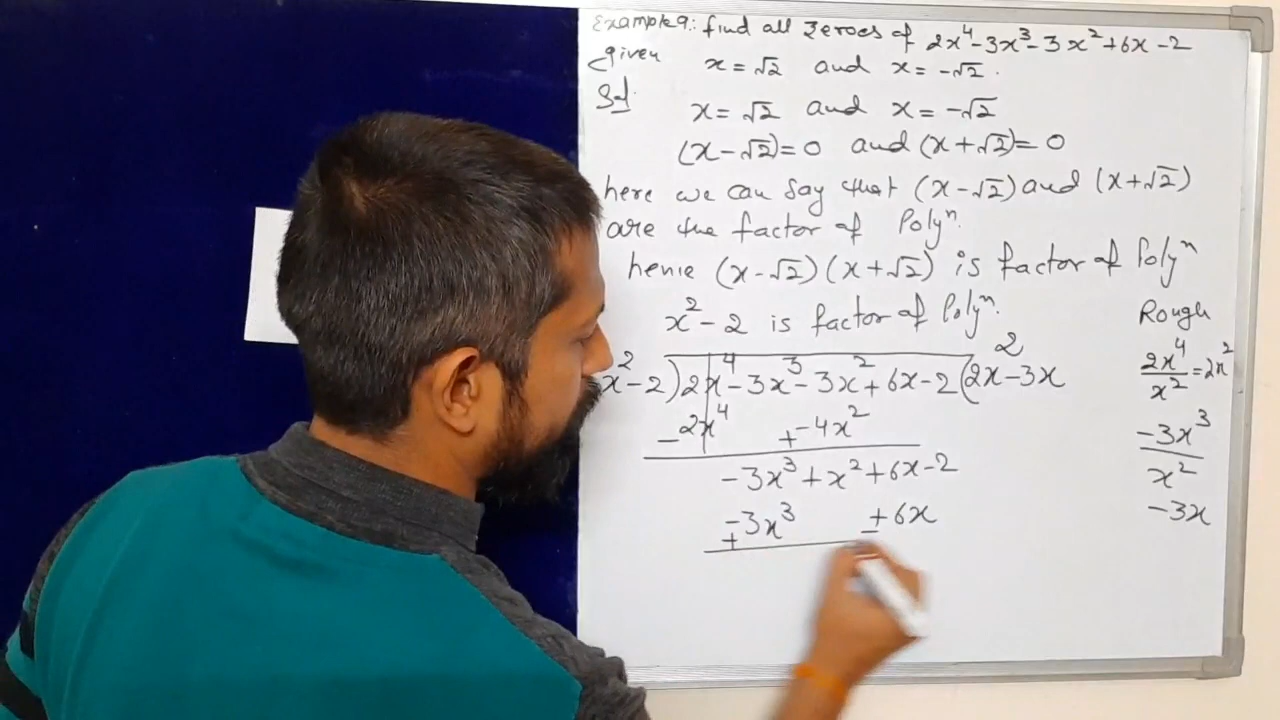 Example 9: find all zeroes of 2x⁴-3x³-3x²+6x-2
given x = √2 and x = -√2.
Sol. x = √2 and x = -√2
(x-√2)=0 and (x+√2)=0
here we can say that (x-√2) and (x+√2)
are the factor of Polyⁿ.
henie (x-√2)(x+√2) is factor of Polyⁿ
x²-2 is factor of Polyⁿ.
x²-2)2x⁴-3x³-3x²+6x-2(2x²-3x
-2x⁴ +-4x²
-3x³+x²+6x-2
-3x³ +6x
+ -
Rough
2x⁴/x² = 2x²
-3x³/x²
-3x